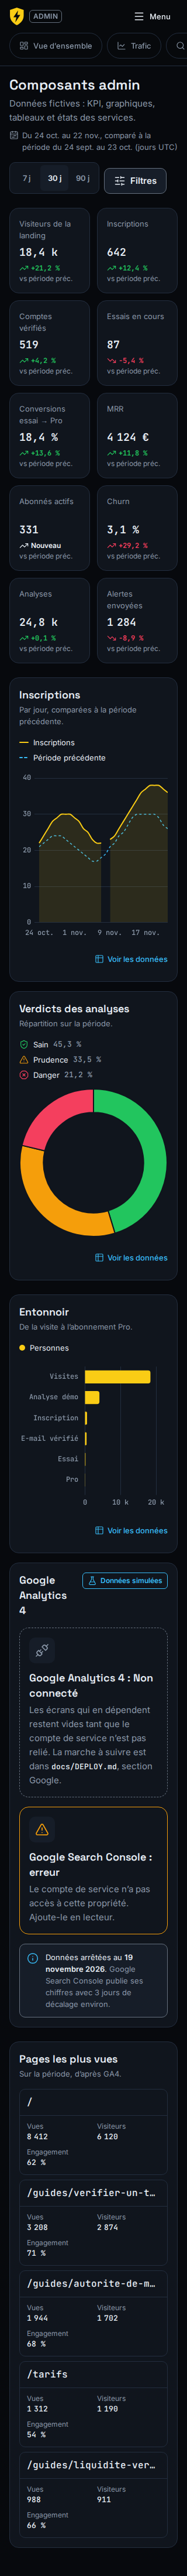 ADMIN
Menu
Vue d'ensemble
Trafic
Composants admin
Données fictives : KPI, graphiques,
tableaux et états des services.
Du 24 oct. au 22 nov., comparé à la
période du 24 sept. au 23 oct. (jours UTC)
7 j
30 j
90 j
Filtres
Visiteurs de la
landing
18,4 k
+21,2 %
vs période préc.
Inscriptions
642
+12,4 %
vs période préc.
Comptes
vérifiés
519
+4,2 %
vs période préc.
Essais en cours
87
-5,4 %
vs période préc.
Conversions
essai → Pro
18,4 %
+13,6 %
vs période préc.
MRR
4 124 €
+11,8 %
vs période préc.
Abonnés actifs
331
Nouveau
vs période préc.
Churn
3,1 %
+29,2 %
vs période préc.
Analyses
24,8 k
+0,1 %
vs période préc.
Alertes
envoyées
1 284
-8,9 %
vs période préc.
Inscriptions
Par jour, comparées à la période
précédente.
Inscriptions
Période précédente
40
30
20
10
0
24 oct.
1 nov.
9 nov.
17 nov.
Voir les données
Verdicts des analyses
Répartition sur la période.
Sain 45,3 %
Prudence 33,5 %
Danger 21,2 %
Voir les données
Entonnoir
De la visite à l'abonnement Pro.
Personnes
Visites
Analyse démo
Inscription
E-mail vérifié
Essai
Pro
0
10 k
20 k
Voir les données
Google
Analytics
4
Données simulées
Google Analytics 4 : Non
connecté
Les écrans qui en dépendent
restent vides tant que le
compte de service n'est pas
relié. La marche à suivre est
dans docs/DEPLOY.md, section
Google.
Google Search Console :
erreur
Le compte de service n'a pas
accès à cette propriété.
Ajoute-le en lecteur.
Données arrêtées au 19
novembre 2026. Google
Search Console publie ses
chiffres avec 3 jours de
décalage environ.
Pages les plus vues
Sur la période, d'après GA4.
/
Vues
8 412
Visiteurs
6 120
Engagement
62 %
/guides/verifier-un-t…
Vues
3 208
Visiteurs
2 874
Engagement
71 %
/guides/autorite-de-m…
Vues
1 944
Visiteurs
1 702
Engagement
68 %
/tarifs
Vues
1 312
Visiteurs
1 190
Engagement
54 %
/guides/liquidite-ver…
Vues
988
Visiteurs
911
Engagement
66 %